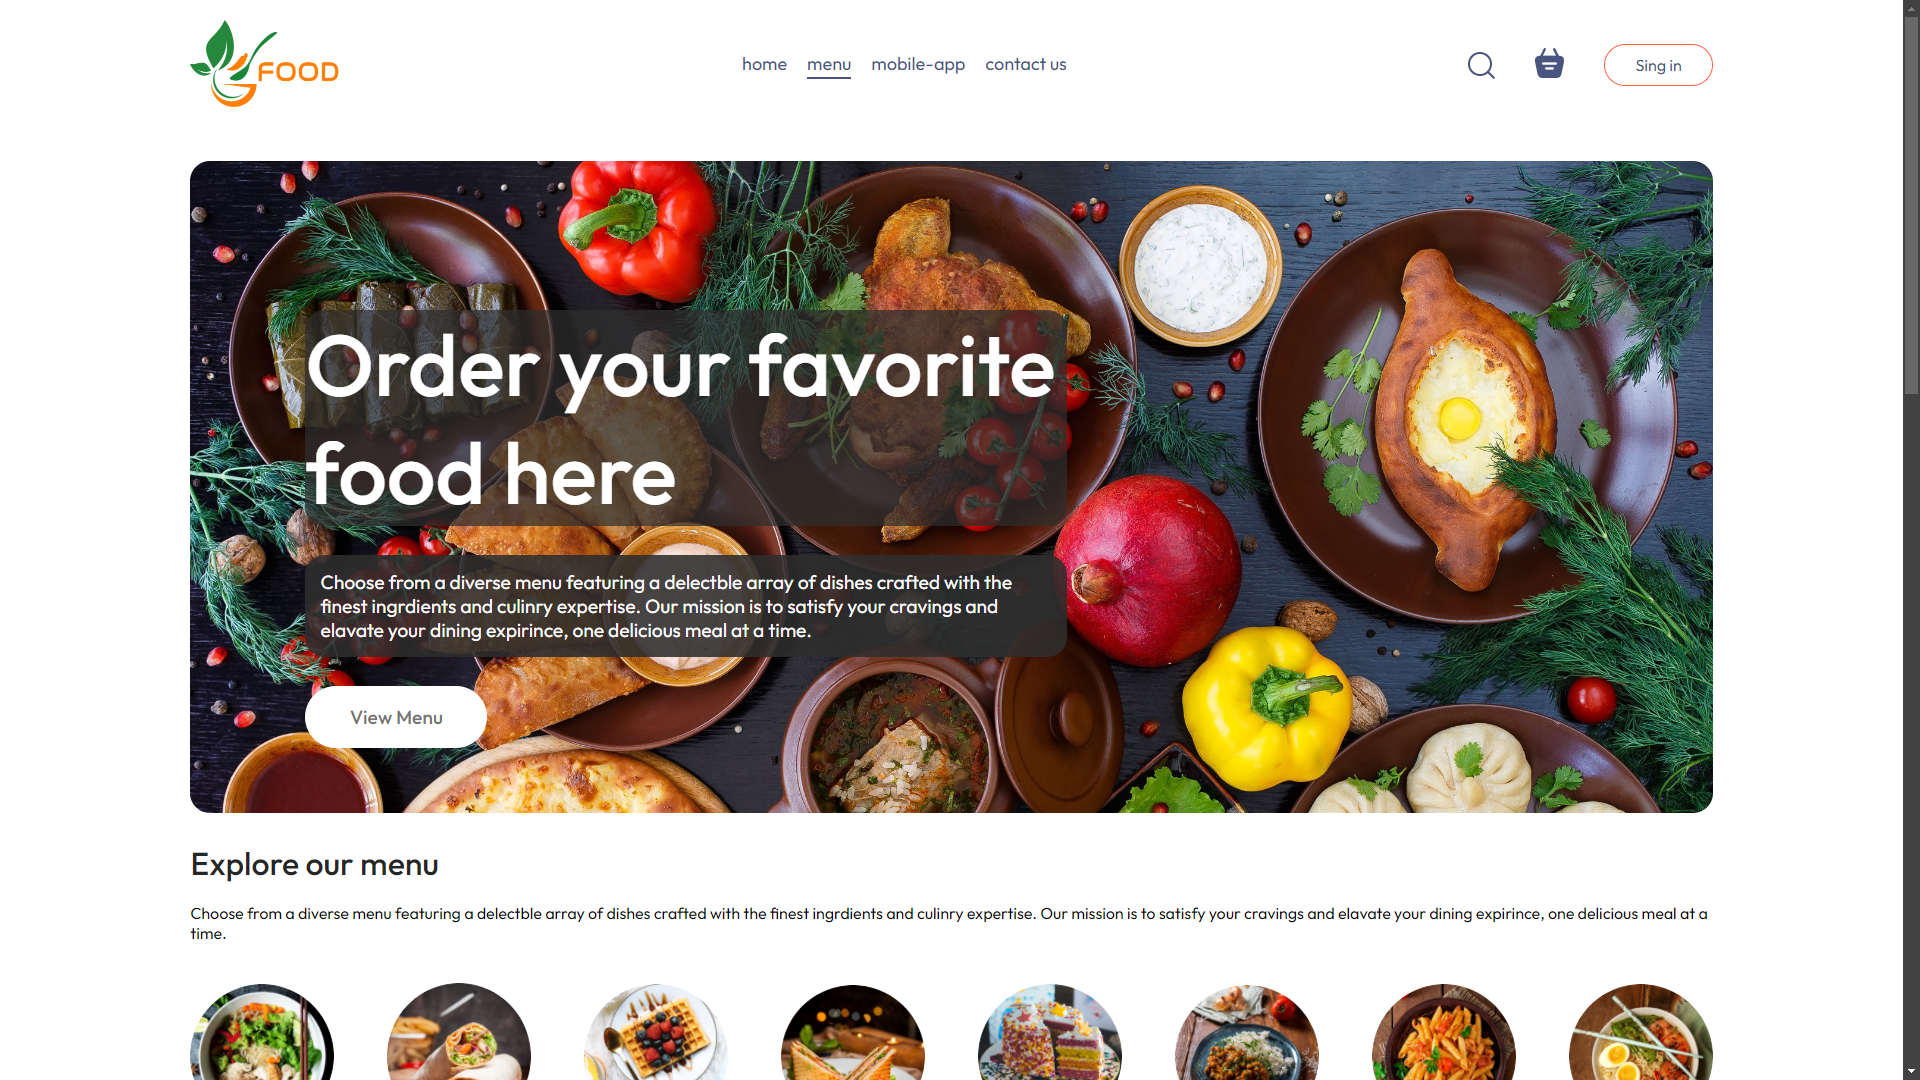 FOOD
home menu mobile-app contact us
Sing in
Order your favorite
food here
Choose from a diverse menu featuring a delectble array of dishes crafted with the
finest ingrdients and culinry expertise. Our mission is to satisfy your cravings and
elavate your dining expirince, one delicious meal at a time.
View Menu
Explore our menu
Choose from a diverse menu featuring a delectble array of dishes crafted with the finest ingrdients and culinry expertise. Our mission is to satisfy your cravings and elavate your dining expirince, one delicious meal at a
time.